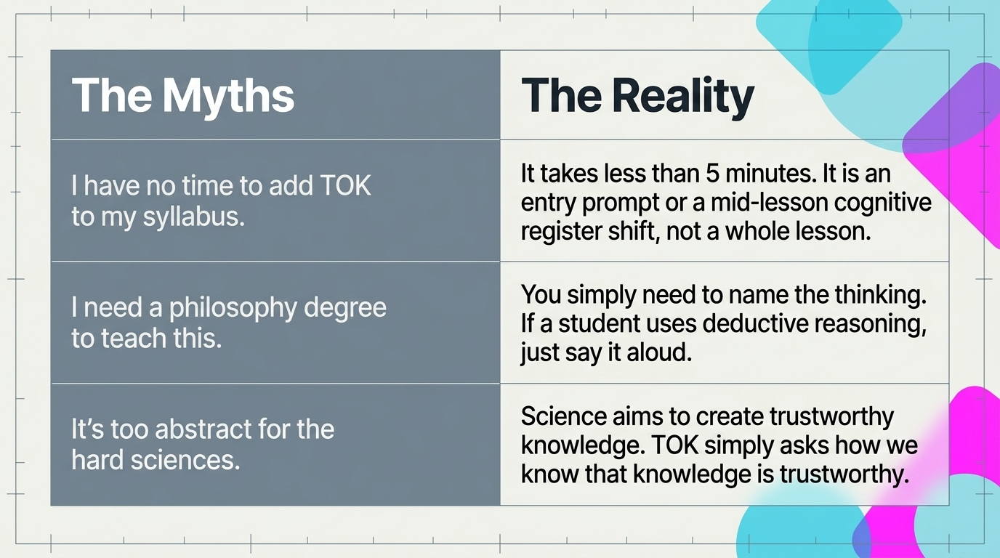 The Myths
The Reality
I have no time to add TOK
to my syllabus.
It takes less than 5 minutes. It is an
entry prompt or a mid-lesson cognitive
register shift, not a whole lesson.
I need a philosophy degree
to teach this.
You simply need to name the thinking.
If a student uses deductive reasoning,
just say it aloud.
It’s too abstract for the
hard sciences.
Science aims to create trustworthy
knowledge. TOK simply asks how we
know that knowledge is trustworthy.